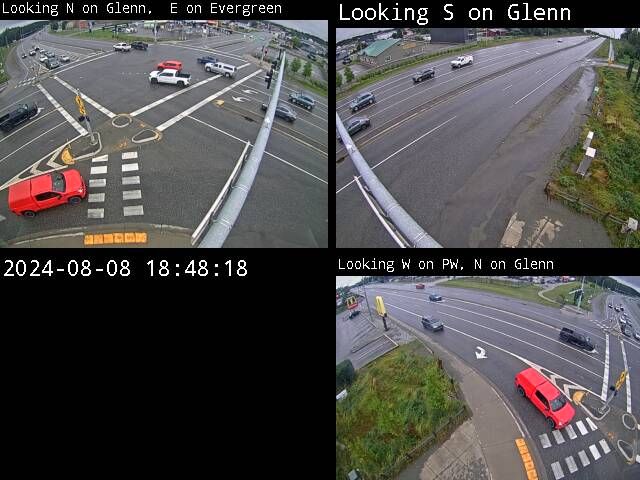 Looking N on Glenn,  E on Evergreen
Looking S on Glenn
2024-08-08 18:48:18
Looking W on PW, N on Glenn